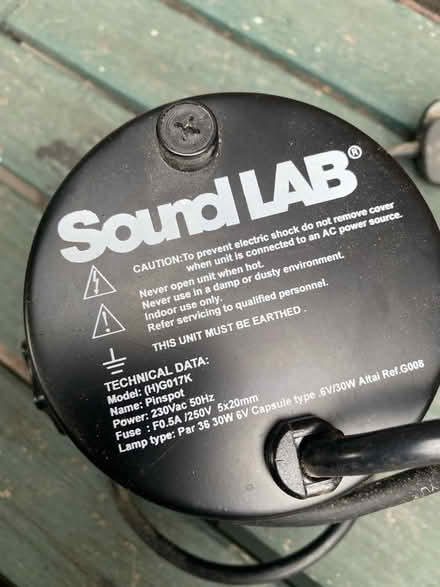 Sound LAB®
CAUTION:To prevent electric shock do not remove cover
when unit is connected to an AC power source.
Never open unit when hot.
Never use in a damp or dusty environment.
Indoor use only.
Refer servicing to qualified personnel.
THIS UNIT MUST BE EARTHED .
TECHNICAL DATA:
Model: (H)G017K
Name: Pinspot
Power: 230Vac 50Hz
Fuse : F0.5A /250V 5x20mm
Lamp type: Par 36 30W 6V Capsule type .6V/30W Altai Ref.G008